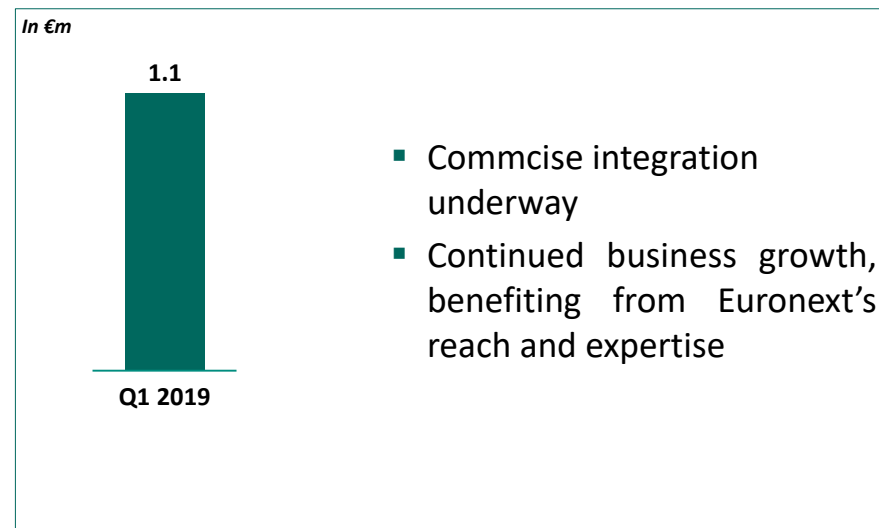 In €m
1.1
Q1 2019
▪ Commcise integration
underway
▪ Continued business growth,
benefiting from Euronext’s
reach and expertise